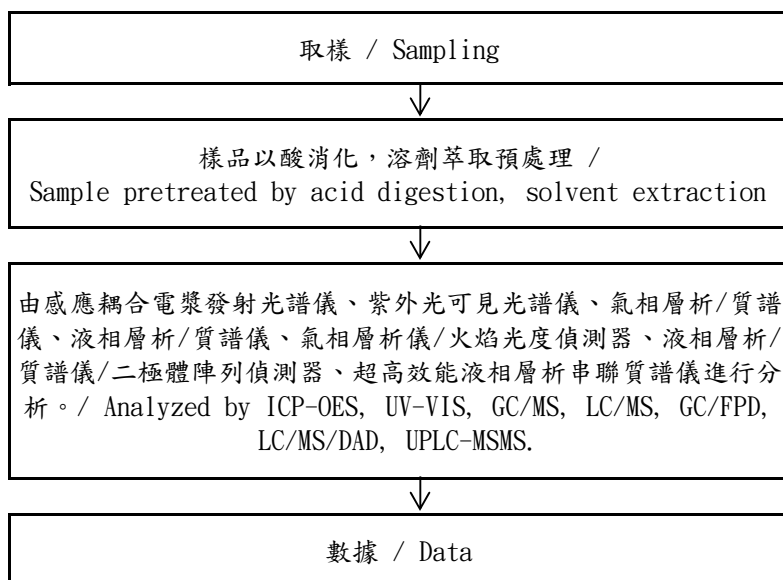 取樣 / Sampling
樣品以酸消化，溶劑萃取預處理 /
Sample pretreated by acid digestion, solvent extraction
由感應耦合電漿發射光譜儀、紫外光可見光譜儀、氣相層析/質譜
儀、液相層析/質譜儀、氣相層析儀/火焰光度偵測器、液相層析/
質譜儀/二極體陣列偵測器、超高效能液相層析串聯質譜儀進行分
析。/ Analyzed by ICP-OES, UV-VIS, GC/MS, LC/MS, GC/FPD,
LC/MS/DAD, UPLC-MSMS.
數據 / Data